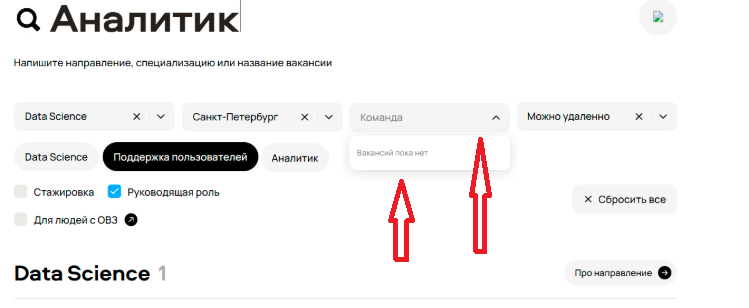 Аналитик
Напишите направление, специализацию или название вакансии
Data Science
Санкт-Петербург
Команда
Можно удаленно
Вакансий пока нет
Data Science
Поддержка пользователей
Аналитик
Стажировка
Руководящая роль
Сбросить все
Для людей с ОВЗ
Data Science 1
Про направление